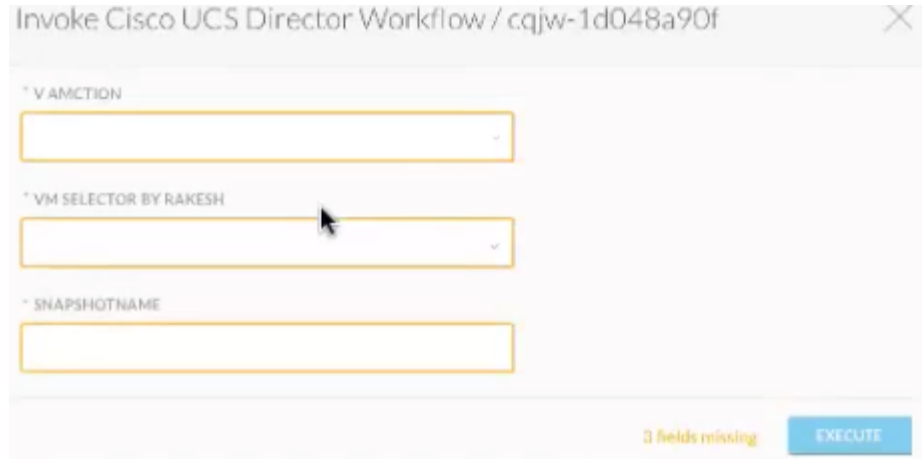 Invoke Cisco UCS Director Workflow / cqjw-1d048a90f
* V AMCTION
* VM SELECTOR BY RAKESH
* SNAPSHOTNAME
3 fields missing
EXECUTE